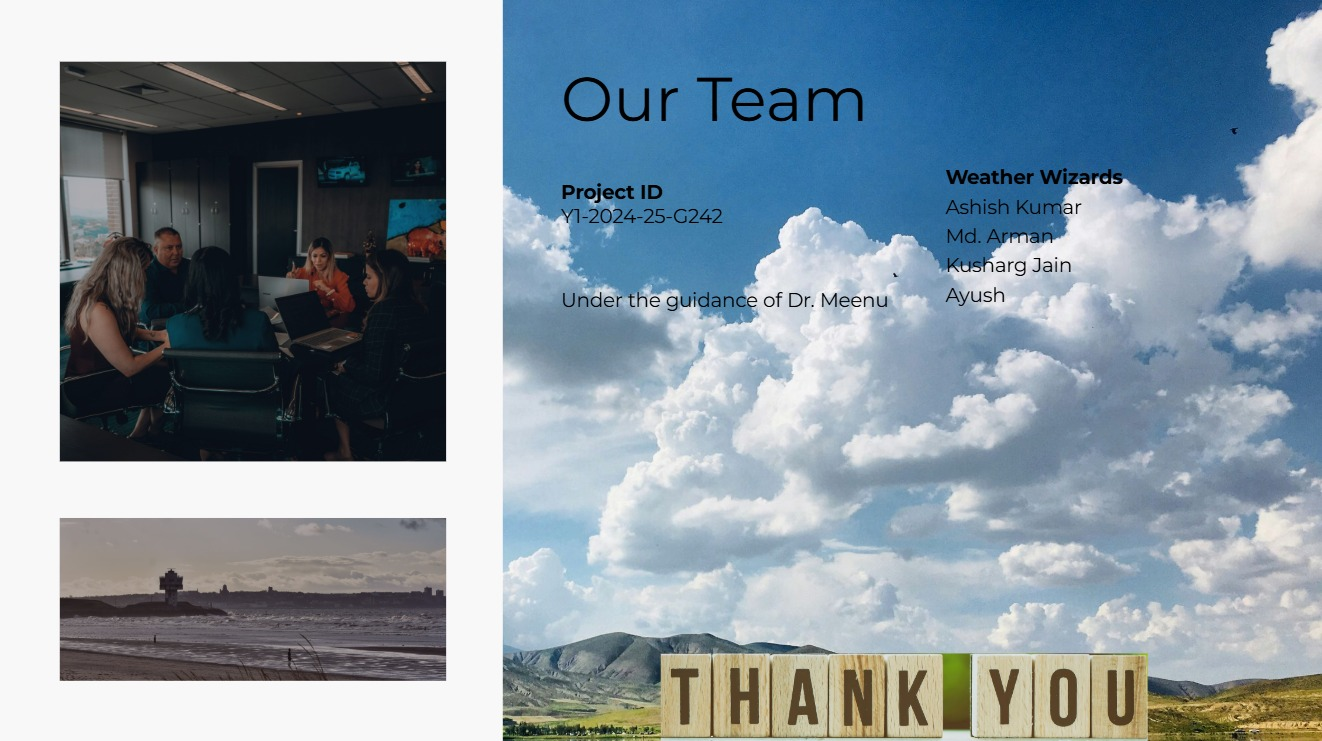 Our Team
Project ID
Y1-2024-25-G242
Under the guidance of Dr. Meenu
Weather Wizards
Ashish Kumar
Md. Arman
Kusharg Jain
Ayush
THANK YOU